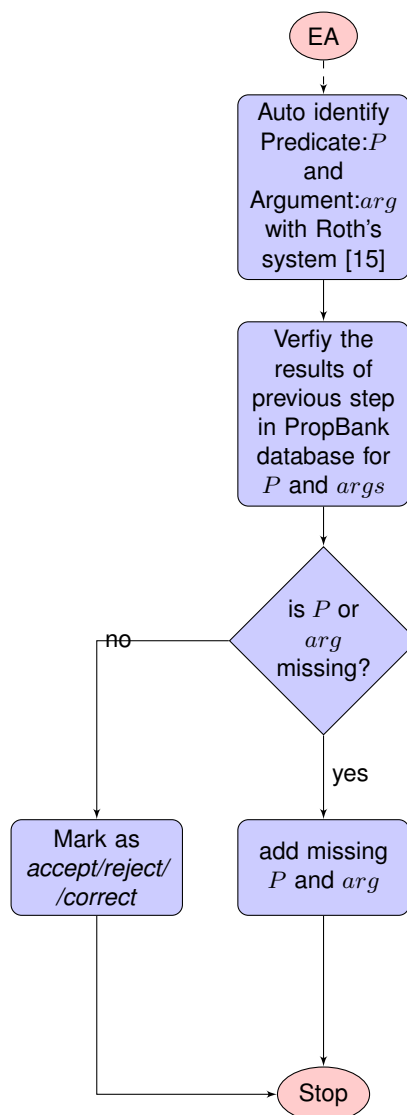 EA
Auto identify
Predicate:P
and
Argument:arg
with Roth's
system [15]
Verfiy the
results of
previous step
in PropBank
database for
P and args
is P or
arg
missing?
no
yes
Mark as
accept/reject/
/correct
add missing
P and arg
Stop